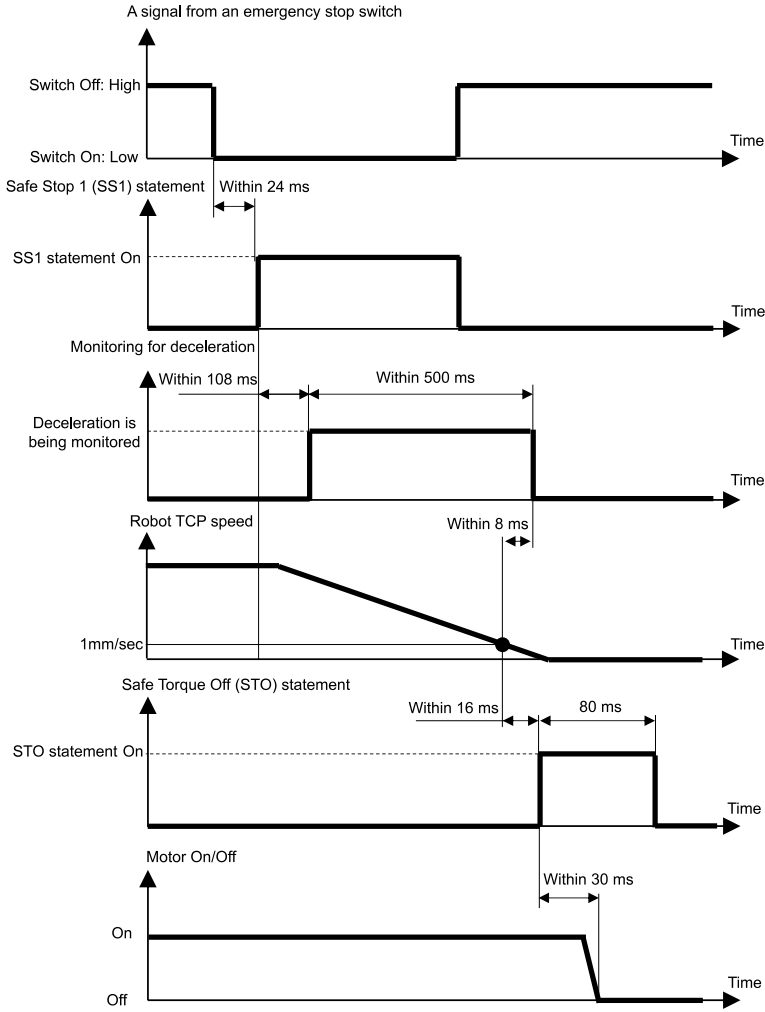 A signal from an emergency stop switch
Switch Off: High
Time
Switch On: Low
Safe Stop 1 (SS1) statement
Within 24 ms
SS1 statement On
Time
Monitoring for deceleration
Within 108 ms
Within 500 ms
Deceleration is
being monitored
Time
Robot TCP speed
Within 8 ms
1mm/sec
Time
Safe Torque Off (STO) statement
Within 16 ms
80 ms
STO statement On
Time
Motor On/Off
Within 30 ms
On
Time
Off